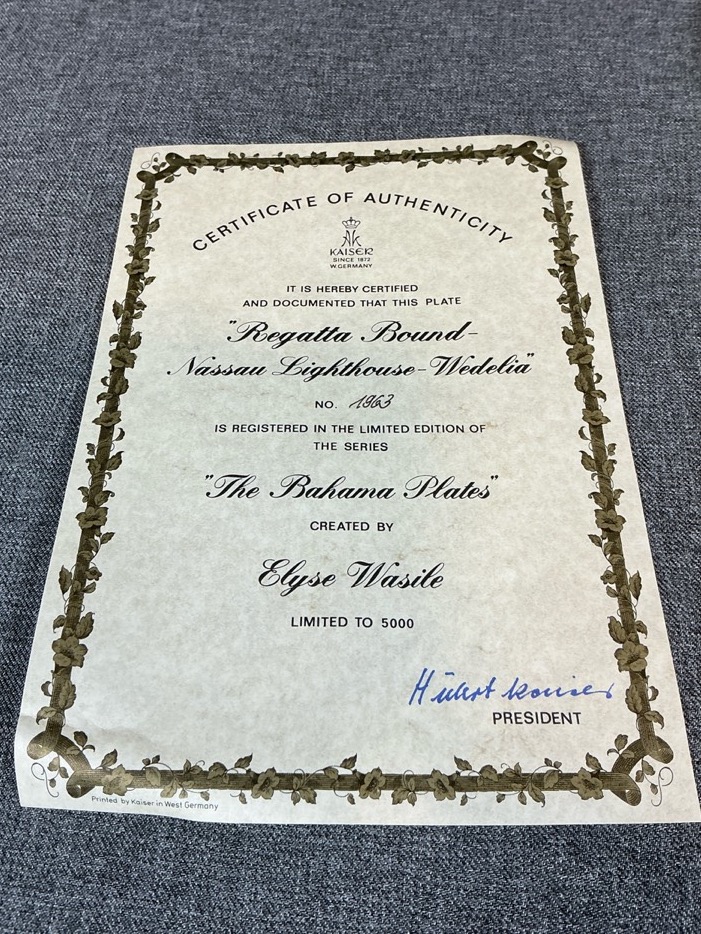 CERTIFICATE OF AUTHENTICITY
KAISER
SINCE 1872
W.GERMANY
IT IS HEREBY CERTIFIED
AND DOCUMENTED THAT THIS PLATE
"Regatta Bound-
Nassau Lighthouse-Wedelia"
NO. 1963
IS REGISTERED IN THE LIMITED EDITION OF
THE SERIES
"The Bahama Plates"
CREATED BY
Elyse Wasile
LIMITED TO 5000
PRESIDENT
Printed by Kaiser in West Germany